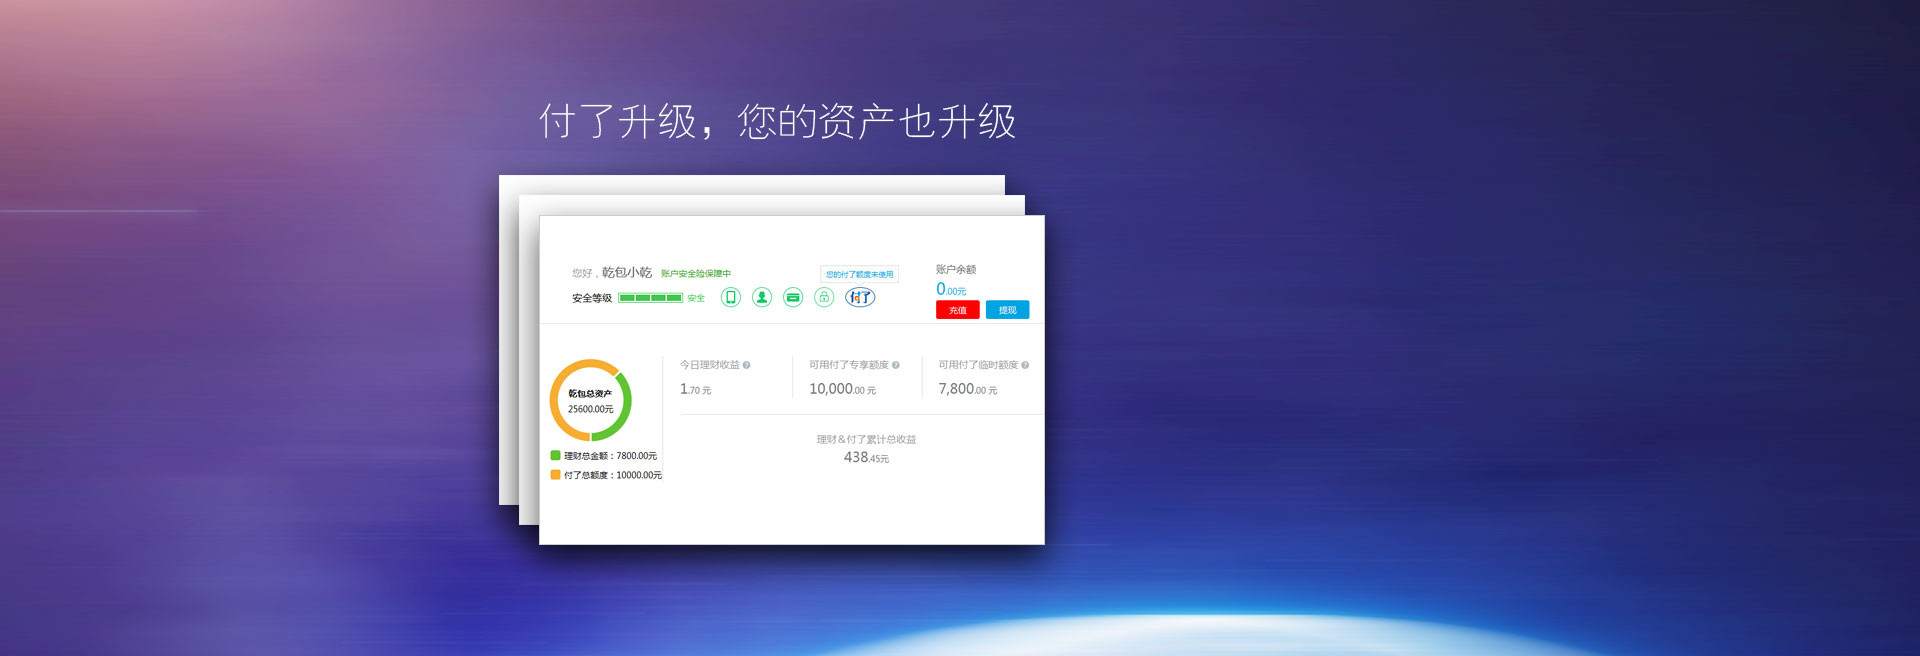 付了升级，您的资产也升级
您好，乾包小乾 账户安全险保障中 您的付了额度未使用
账户余额
安全等级 安全 付了
0.00元
充值 提现
今日理财收益 ? 可用付了专享额度 ? 可用付了临时额度 ?
1.70 元 10,000.00 元 7,800.00 元
乾包总资产
25600.00元
理财&付了累计总收益
438.45元
理财总金额：7800.00元
付了总额度：10000.00元